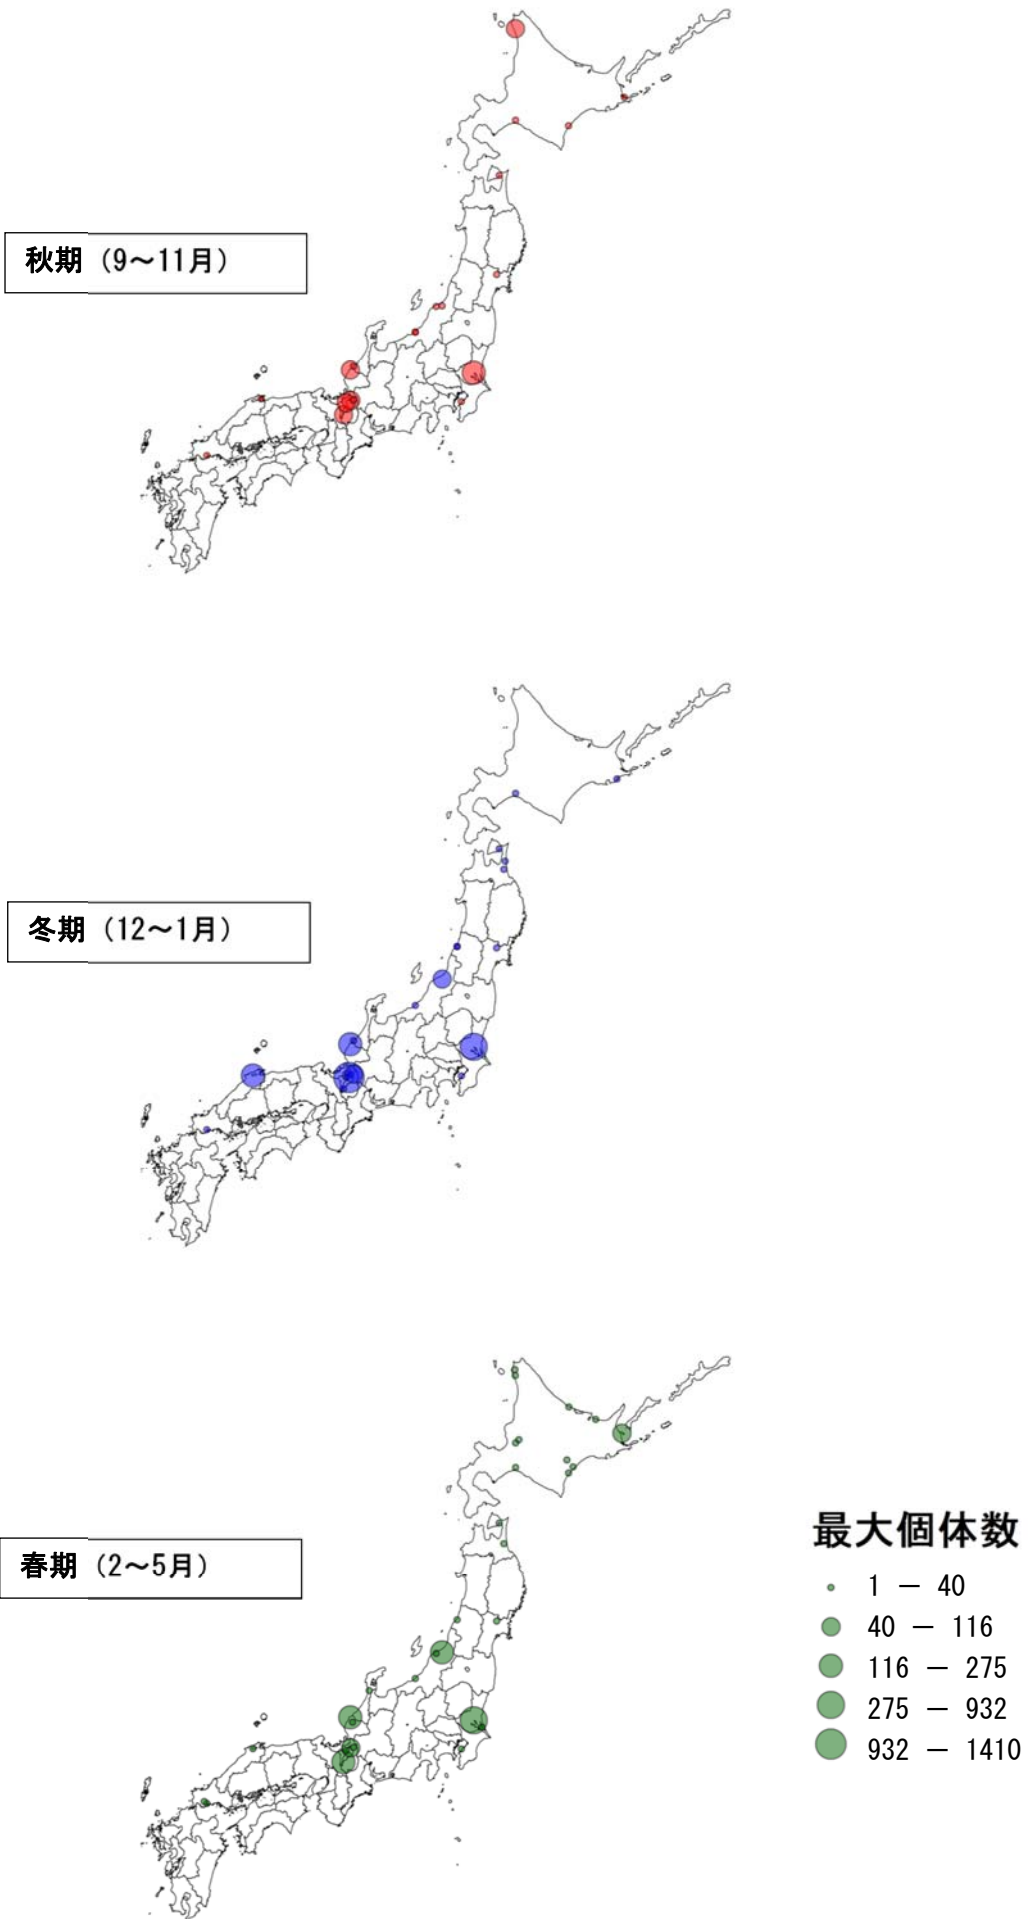 秋期（9～11月）
冬期（12～1月）
春期（2～5月）
最大個体数
1 － 40
40 － 116
116 － 275
275 － 932
932 － 1410